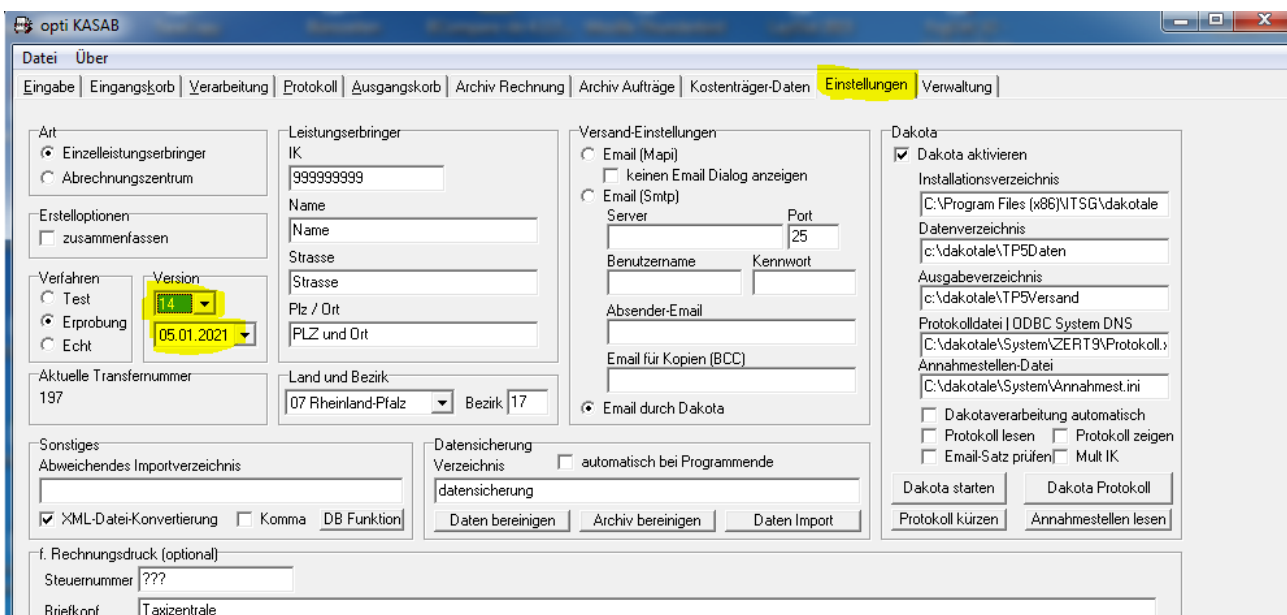 opti KASAB
Datei Über
Eingabe Eingangskorb Verarbeitung Protokoll Ausgangskorb Archiv Rechnung Archiv Aufträge Kostenträger-Daten Einstellungen Verwaltung
Art
Einzelleistungserbringer
Abrechnungszentrum
Erstelloptionen
zusammenfassen
Verfahren
Test
Erprobung
Echt
Version
14
05.01.2021
Aktuelle Transfernummer
197
Leistungserbringer
IK
999999999
Name
Name
Strasse
Strasse
Plz / Ort
PLZ und Ort
Land und Bezirk
07 Rheinland-Pfalz Bezirk 17
Versand-Einstellungen
Email (Mapi)
keinen Email Dialog anzeigen
Email (Smtp)
Server Port
25
Benutzername Kennwort
Absender-Email
Email für Kopien (BCC)
Email durch Dakota
Dakota
Dakota aktivieren
Installationsverzeichnis
C:\Program Files (x86)\ITSG\dakotale
Datenverzeichnis
c:\dakotale\TP5Daten
Ausgabeverzeichnis
c:\dakotale\TP5Versand
Protokolldatei | ODBC System DNS
C:\dakotale\System\ZERT9\Protokoll.x
Annahmestellen-Datei
C:\dakotale\System\Annahmest.ini
Dakotaverarbeitung automatisch
Protokoll lesen Protokoll zeigen
Email-Satz prüfen Mult IK
Dakota starten Dakota Protokoll
Protokoll kürzen Annahmestellen lesen
Sonstiges
Abweichendes Importverzeichnis
XML-Datei-Konvertierung Komma DB Funktion
Datensicherung
Verzeichnis automatisch bei Programmende
datensicherung
Daten bereinigen Archiv bereinigen Daten Import
f. Rechnungsdruck (optional)
Steuernummer ???
Briefkopf Taxizentrale